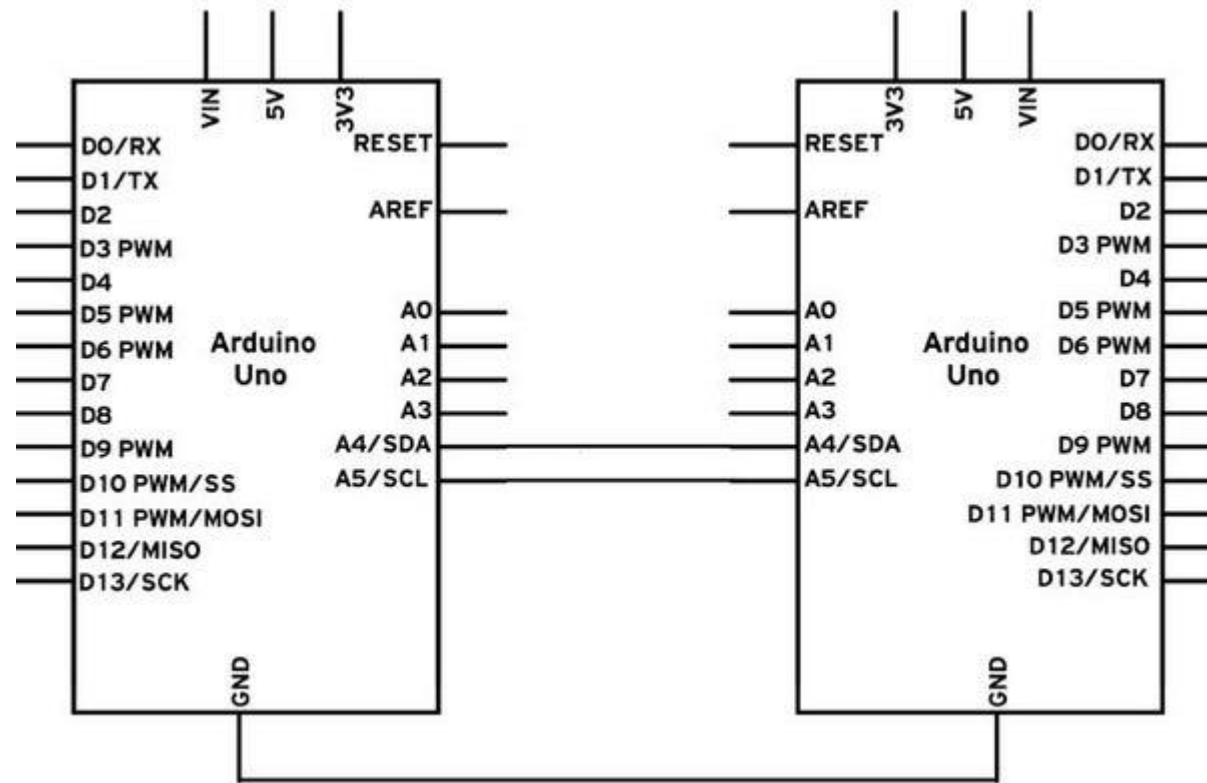 VIN
5V
3V3
D0/RX
D1/TX
D2
D3 PWM
D4
D5 PWM
D6 PWM
D7
D8
D9 PWM
D10 PWM/SS
D11 PWM/MOSI
D12/MISO
D13/SCK
Arduino
Uno
RESET
AREF
A0
A1
A2
A3
A4/SDA
A5/SCL
GND
3V3
5V
VIN
RESET
AREF
A0
A1
A2
A3
A4/SDA
A5/SCL
Arduino
Uno
D0/RX
D1/TX
D2
D3 PWM
D4
D5 PWM
D6 PWM
D7
D8
D9 PWM
D10 PWM/SS
D11 PWM/MOSI
D12/MISO
D13/SCK
GND